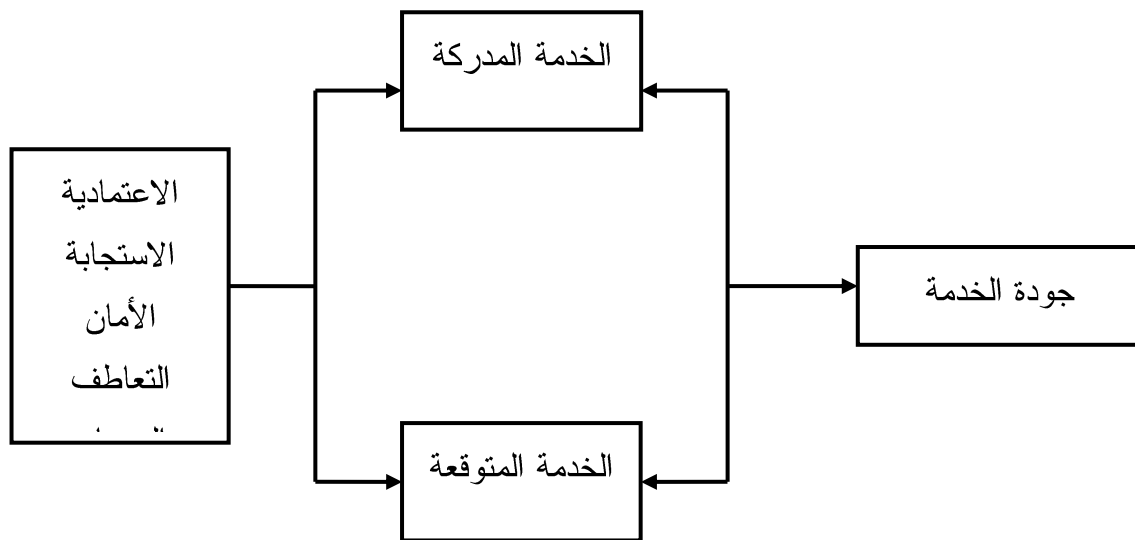 الخدمة المدركة
الاعتمادية
الاستجابة
الأمان
التعاطف
جودة الخدمة
الخدمة المتوقعة